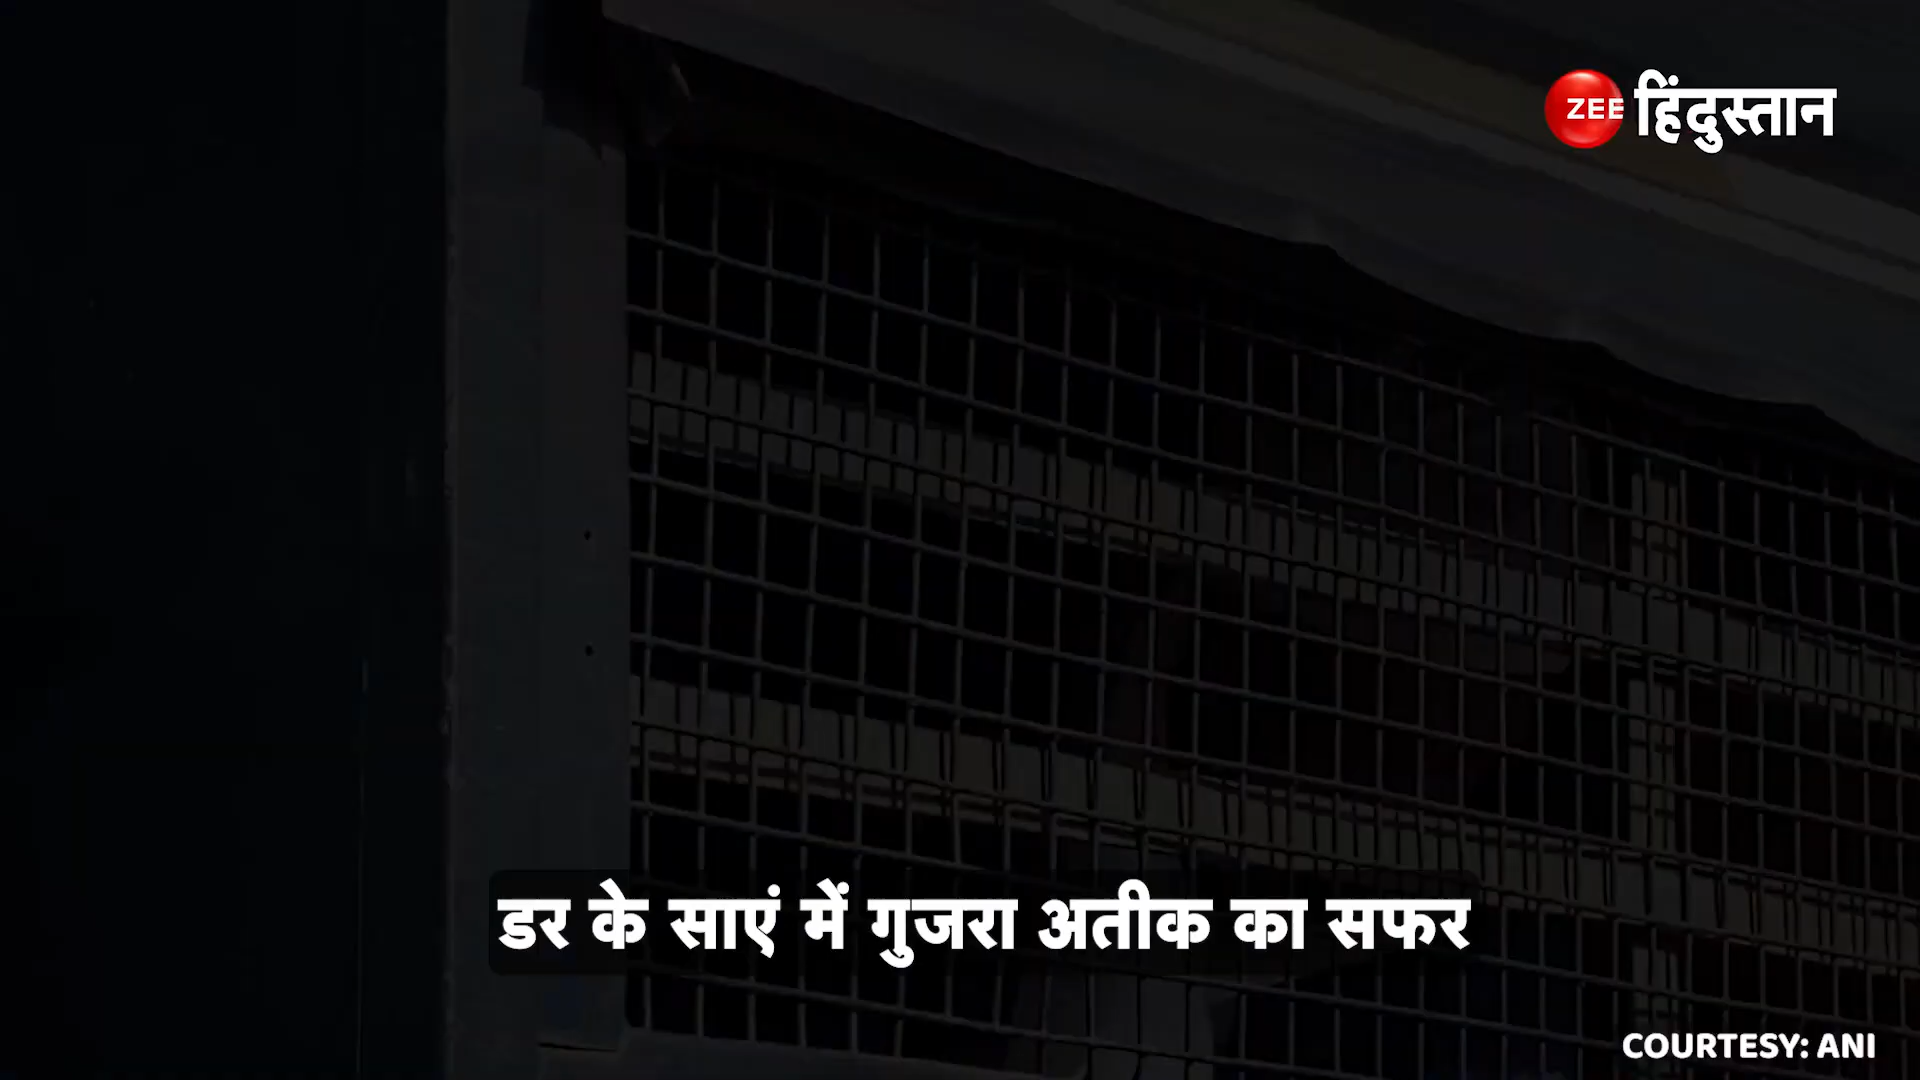 ZEE हिंदुस्तान
डर के साएं में गुजरा अतीक का सफर
COURTESY: ANI